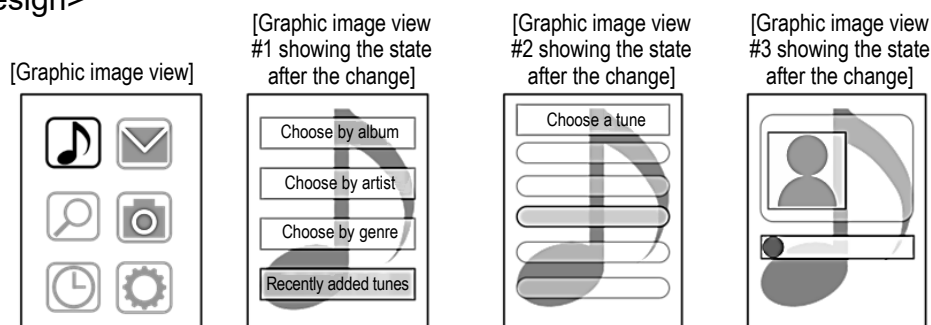 esign>
[Graphic image view]
[Graphic image view
#1 showing the state
after the change]
[Graphic image view
#2 showing the state
after the change]
[Graphic image view
#3 showing the state
after the change]
Choose by album
Choose by artist
Choose by genre
Recently added tunes
Choose a tune